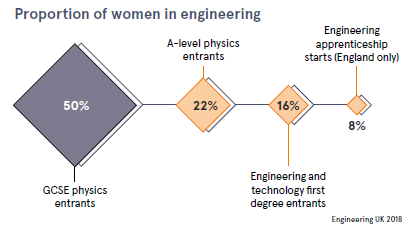 Proportion of women in engineering
Engineering
apprenticeship
starts (England only)
A-level physics
entrants
50%
22%
16%
8%
GCSE physics
entrants
Engineering and
technology first
degree entrants
Engineering UK 2018